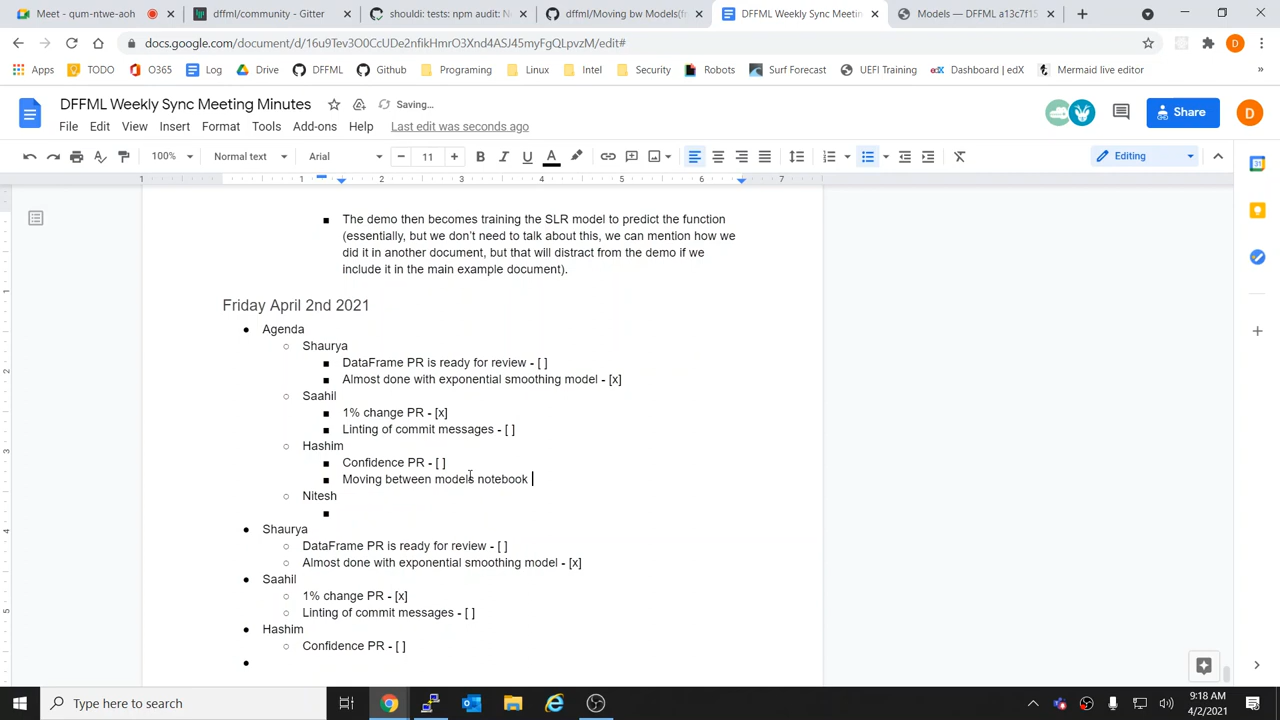 Meet - qum-ntwe-aoh
dffml/community - Gitter
shouldi: tests: npm audit: N
dffml/Moving bw Models(f
DFFML Weekly Sync Meetin
Models — DFFML a13c7f15
docs.google.com/document/d/16u9Tev3O0CcUDe2nfikHmrO3Xnd4ASJ45myFgQLpvzM/edit#
Apps TODO O365 Log Drive DFFML Github Programing Linux Intel Security Robots Surf Forecast UEFI Training Dashboard | edX Mermaid live editor »
DFFML Weekly Sync Meeting Minutes Saving…
Share
D
File Edit View Insert Format Tools Add-ons Help Last edit was seconds ago
100% Normal text Arial 11 Editing
1 1 2 3 4 5 6 7
The demo then becomes training the SLR model to predict the function
(essentially, but we don't need to talk about this, we can mention how we
did it in another document, but that will distract from the demo if we
include it in the main example document).
Friday April 2nd 2021
Agenda
Shaurya
DataFrame PR is ready for review - [ ]
Almost done with exponential smoothing model - [x]
Saahil
1% change PR - [x]
Linting of commit messages - [ ]
Hashim
Confidence PR - [ ]
Moving between models notebook
Nitesh
Shaurya
DataFrame PR is ready for review - [ ]
Almost done with exponential smoothing model - [x]
Saahil
1% change PR - [x]
Linting of commit messages - [ ]
Hashim
Confidence PR - [ ]
Type here to search
9:18 AM
4/2/2021